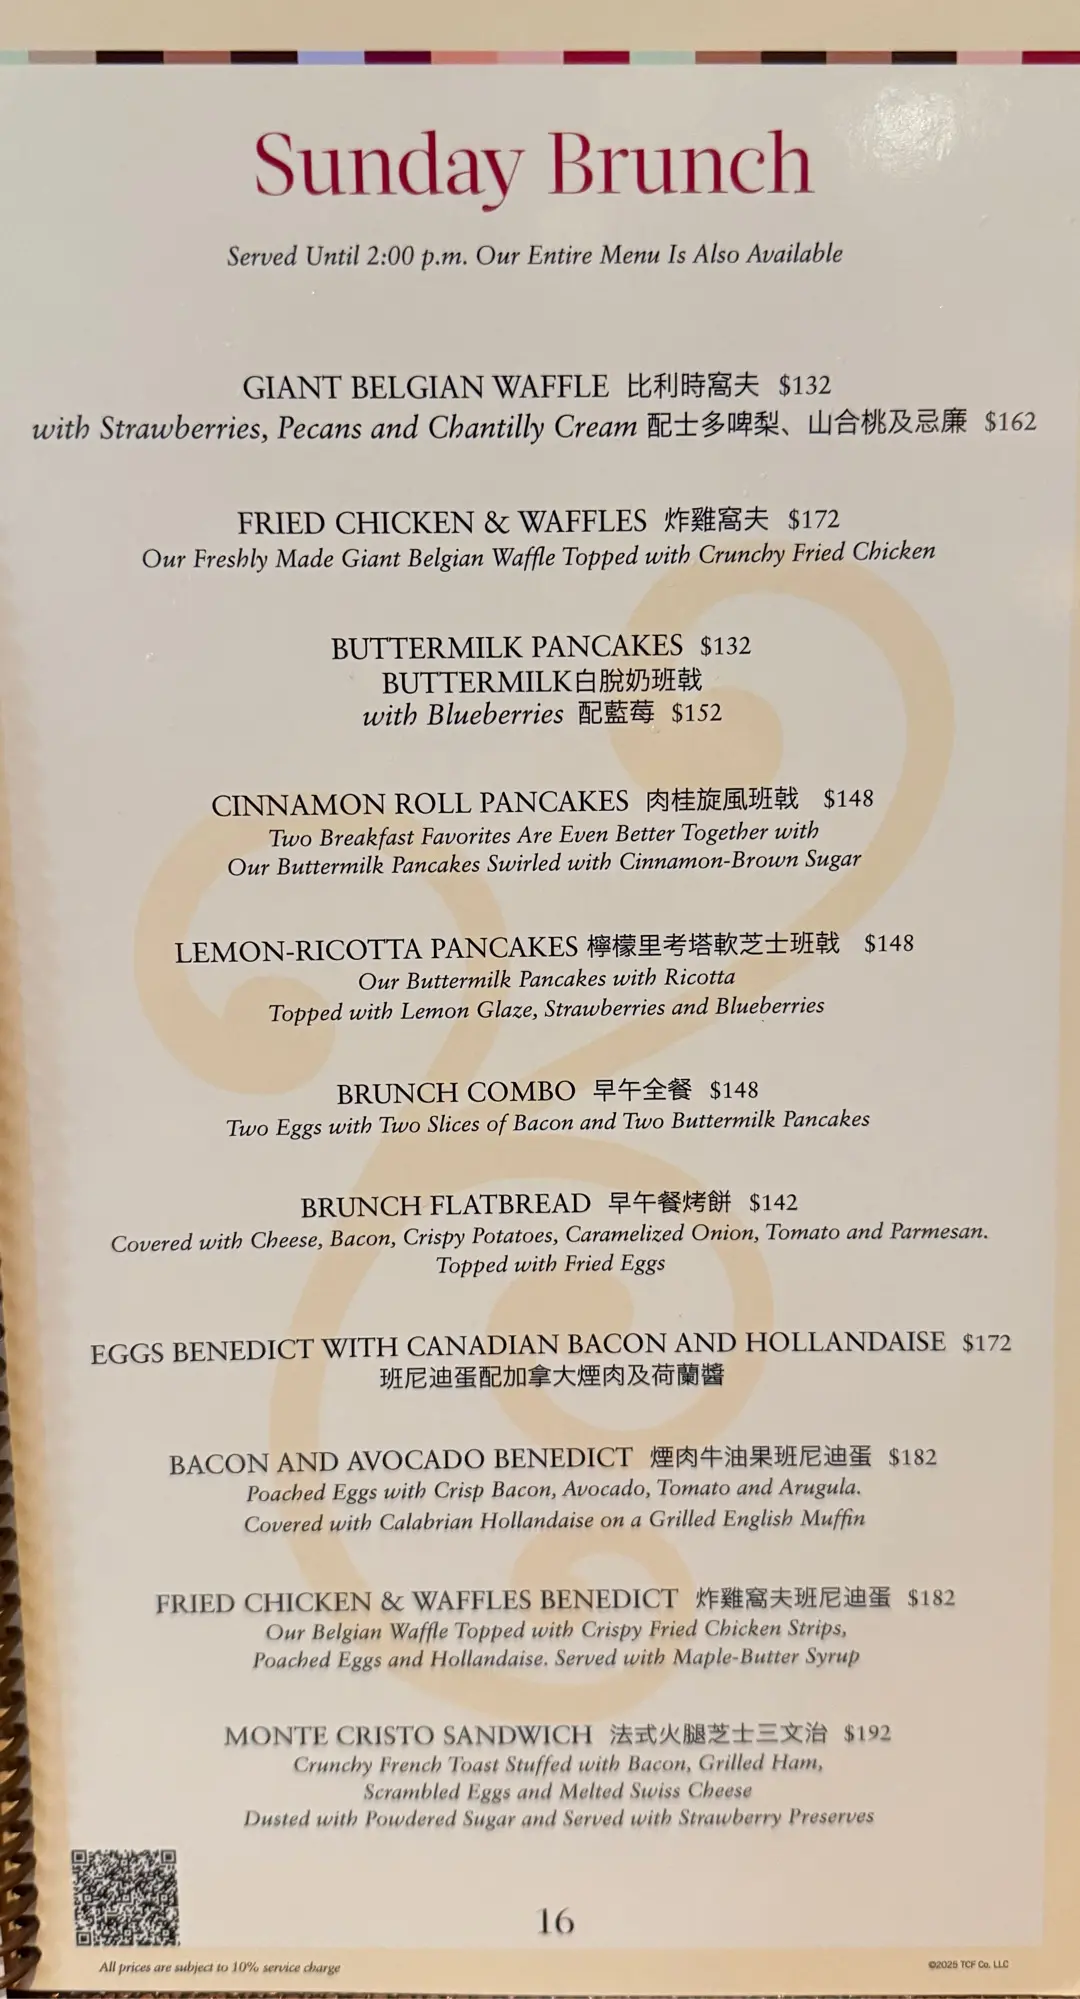 Sunday Brunch
Served Until 2:00 p.m. Our Entire Menu Is Also Available
GIANT BELGIAN WAFFLE 比利時窩夫 $132
with Strawberries, Pecans and Chantilly Cream 配士多啤梨、山合桃及忌廉 $162
FRIED CHICKEN & WAFFLES 炸雞窩夫 $172
Our Freshly Made Giant Belgian Waffle Topped with Crunchy Fried Chicken
BUTTERMILK PANCAKES $132
BUTTERMILK白脫奶班戟
with Blueberries 配藍莓 $152
CINNAMON ROLL PANCAKES 肉桂旋風班戟 $148
Two Breakfast Favorites Are Even Better Together with
Our Buttermilk Pancakes Swirled with Cinnamon-Brown Sugar
LEMON-RICOTTA PANCAKES 檸檬里考塔軟芝士班戟 $148
Our Buttermilk Pancakes with Ricotta
Topped with Lemon Glaze, Strawberries and Blueberries
BRUNCH COMBO 早午全餐 $148
Two Eggs with Two Slices of Bacon and Two Buttermilk Pancakes
BRUNCH FLATBREAD 早午餐烤餅 $142
Covered with Cheese, Bacon, Crispy Potatoes, Caramelized Onion, Tomato and Parmesan.
Topped with Fried Eggs
EGGS BENEDICT WITH CANADIAN BACON AND HOLLANDAISE $172
班尼迪蛋配加拿大煙肉及荷蘭醬
BACON AND AVOCADO BENEDICT 煙肉牛油果班尼迪蛋 $182
Poached Eggs with Crisp Bacon, Avocado, Tomato and Arugula.
Covered with Calabrian Hollandaise on a Grilled English Muffin
FRIED CHICKEN & WAFFLES BENEDICT 炸雞窩夫班尼迪蛋 $182
Our Belgian Waffle Topped with Crispy Fried Chicken Strips,
Poached Eggs and Hollandaise. Served with Maple-Butter Syrup
MONTE CRISTO SANDWICH 法式火腿芝士三文治 $192
Crunchy French Toast Stuffed with Bacon, Grilled Ham,
Scrambled Eggs and Melted Swiss Cheese
Dusted with Powdered Sugar and Served with Strawberry Preserves
16
All prices are subject to 10% service charge
©2025 TCF Co. LLC